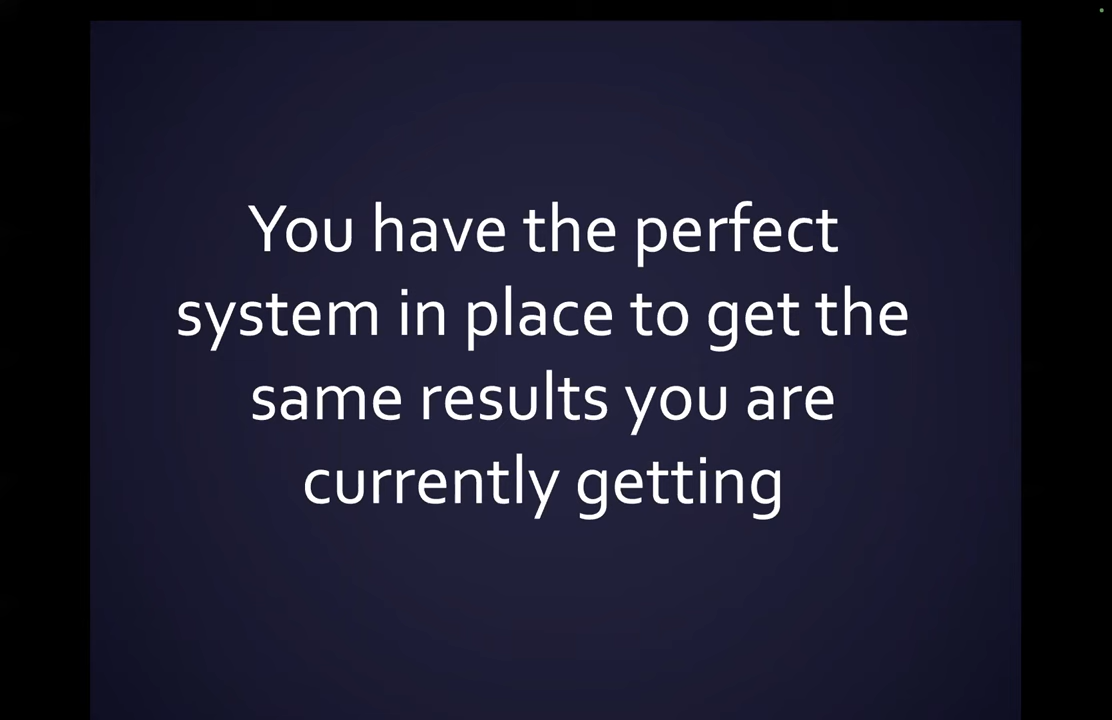 You have the perfect
system in place to get the
same results you are
currently getting